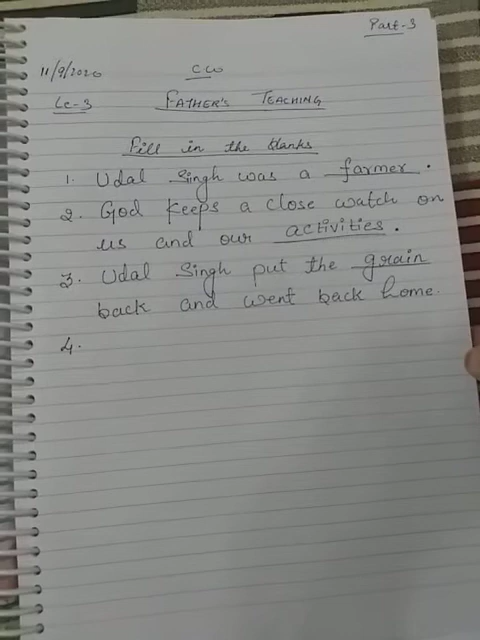 Part-3
11/9/2020 CW
Lc-3 FATHER'S TEACHING
Fill in the blanks
1. Udal Singh was a farmer.
2. God keeps a close watch on
us and our activities.
3. Udal Singh put the grain
back and went back home.
4.